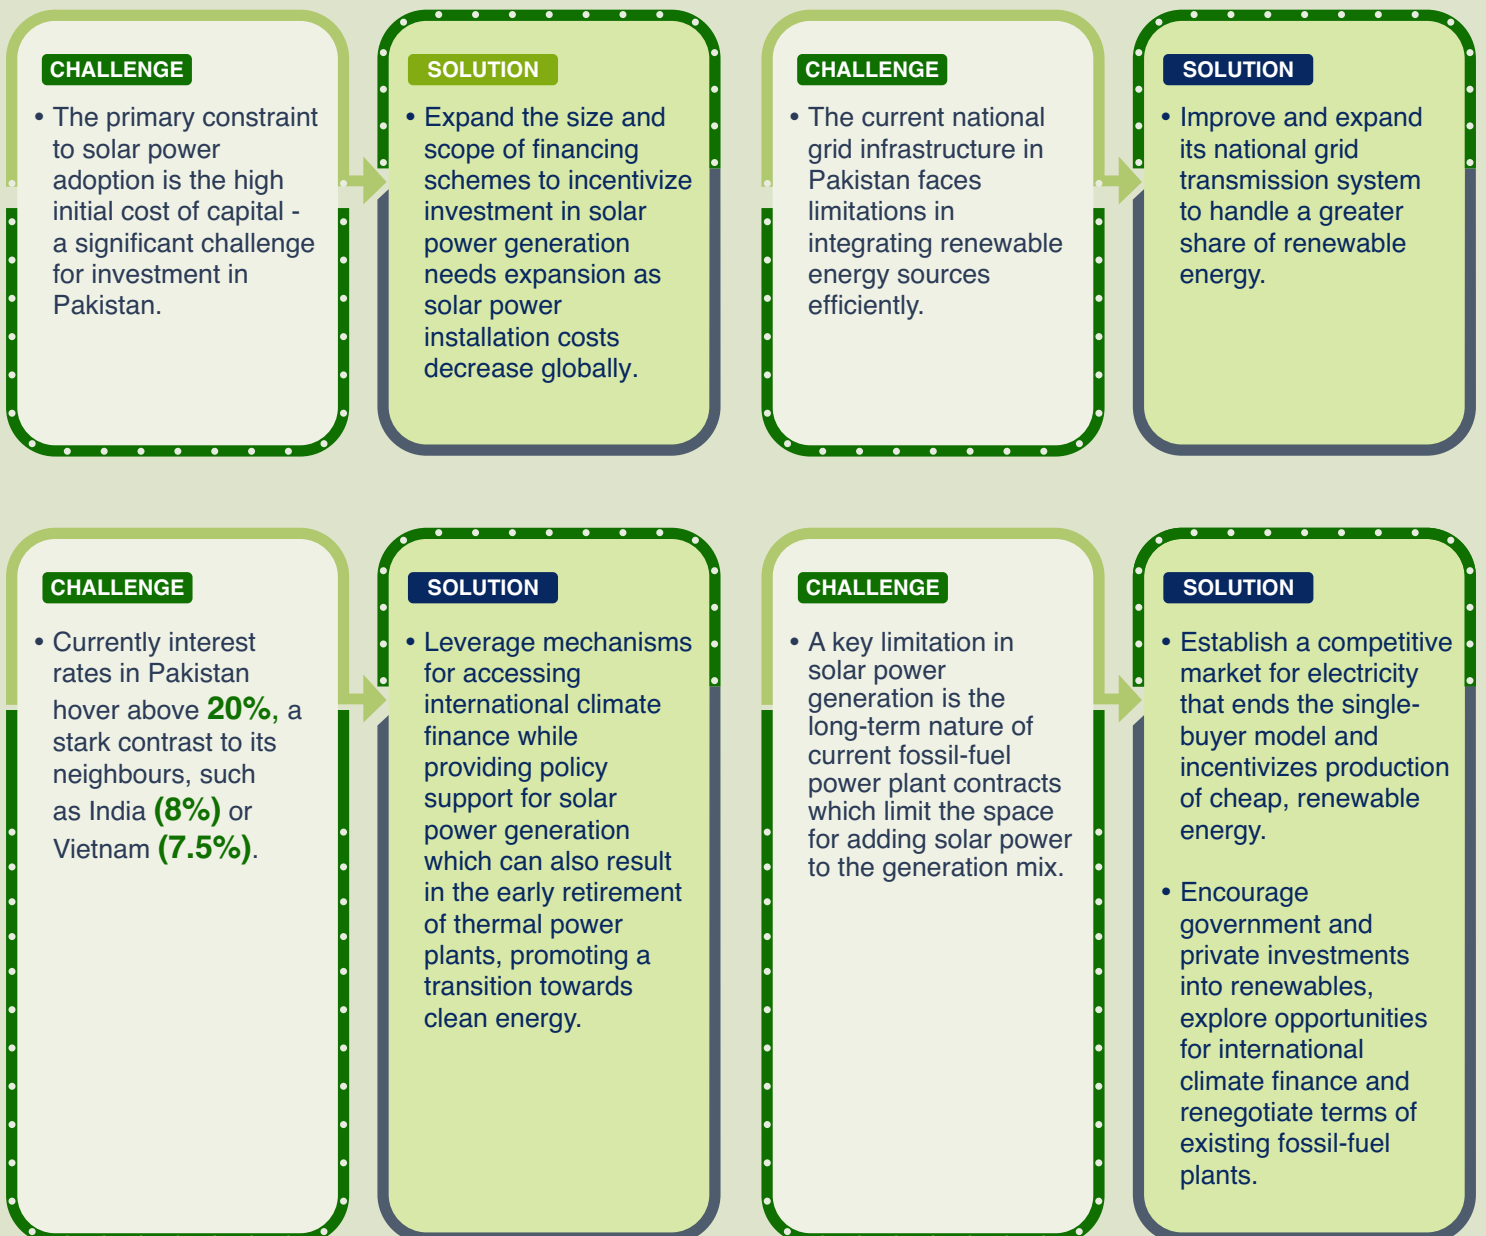 CHALLENGE
• The primary constraint
to solar power
adoption is the high
initial cost of capital -
a significant challenge
for investment in
Pakistan.
SOLUTION
• Expand the size and
scope of financing
schemes to incentivize
investment in solar
power generation
needs expansion as
solar power
installation costs
decrease globally.
CHALLENGE
• The current national
grid infrastructure in
Pakistan faces
limitations in
integrating renewable
energy sources
efficiently.
SOLUTION
• Improve and expand
its national grid
transmission system
to handle a greater
share of renewable
energy.
CHALLENGE
• Currently interest
rates in Pakistan
hover above 20%, a
stark contrast to its
neighbours, such
as India (8%) or
Vietnam (7.5%).
SOLUTION
• Leverage mechanisms
for accessing
international climate
finance while
providing policy
support for solar
power generation
which can also result
in the early retirement
of thermal power
plants, promoting a
transition towards
clean energy.
CHALLENGE
• A key limitation in
solar power
generation is the
long-term nature of
current fossil-fuel
power plant contracts
which limit the space
for adding solar power
to the generation mix.
SOLUTION
• Establish a competitive
market for electricity
that ends the single-
buyer model and
incentivizes production
of cheap, renewable
energy.
• Encourage
government and
private investments
into renewables,
explore opportunities
for international
climate finance and
renegotiate terms of
existing fossil-fuel
plants.